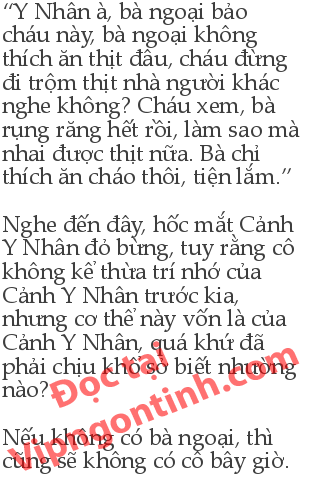 “Y Nhân à, bà ngoại bảo
cháu này, bà ngoại không
thích ăn thịt đâu, cháu đừng
đi trộm thịt nhà người khác
nghe không? Cháu xem, bà
rụng răng hết rồi, làm sao mà
nhai được thịt nữa. Bà chỉ
thích ăn cháo thôi, tiện lắm.”
Nghe đến đây, hốc mắt Cảnh
Y Nhân đỏ bừng, tuy rằng cô
không kể thừa trí nhớ của
Cảnh Y Nhân trước kia,
nhưng cơ thể này vốn là của
Cảnh Y Nhân, quá khứ đã
phải chịu khổ sở biết nhường
nào?
Nếu không có bà ngoại, thì
cũng sẽ không có cô bây giờ.
Đọc tại
Vipngontinh.com